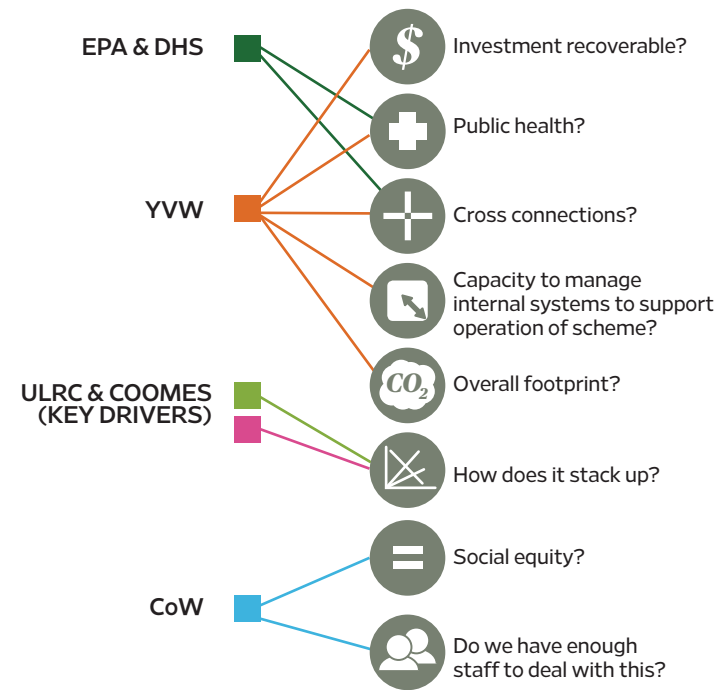 EPA & DHS
$
Investment recoverable?
Public health?
YVW
Cross connections?
Capacity to manage
internal systems to support
operation of scheme?
ULRC & COOMES
(KEY DRIVERS)
CO₂
Overall footprint?
How does it stack up?
=
Social equity?
CoW
Do we have enough
staff to deal with this?